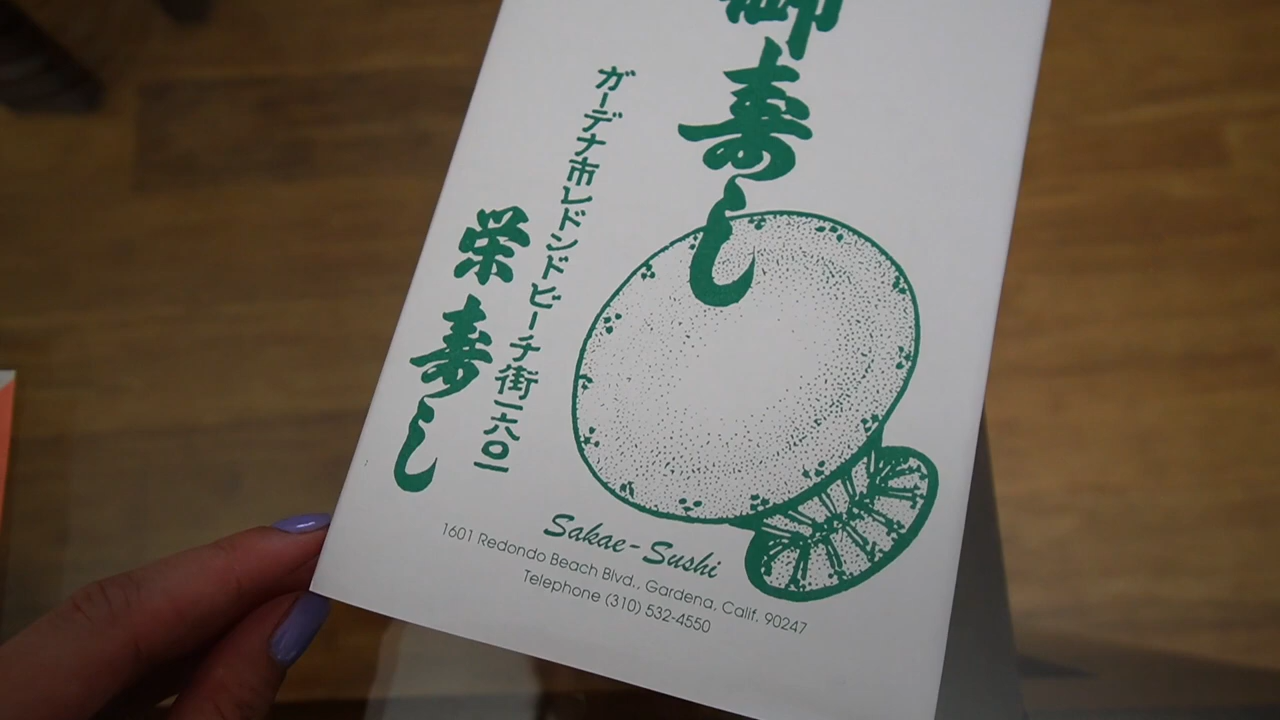 御寿し
ガーデナ市レドンドビーチ街一六〇一
栄寿し
Sakae-Sushi
1601 Redondo Beach Blvd., Gardena, Calif. 90247
Telephone (310) 532-4550